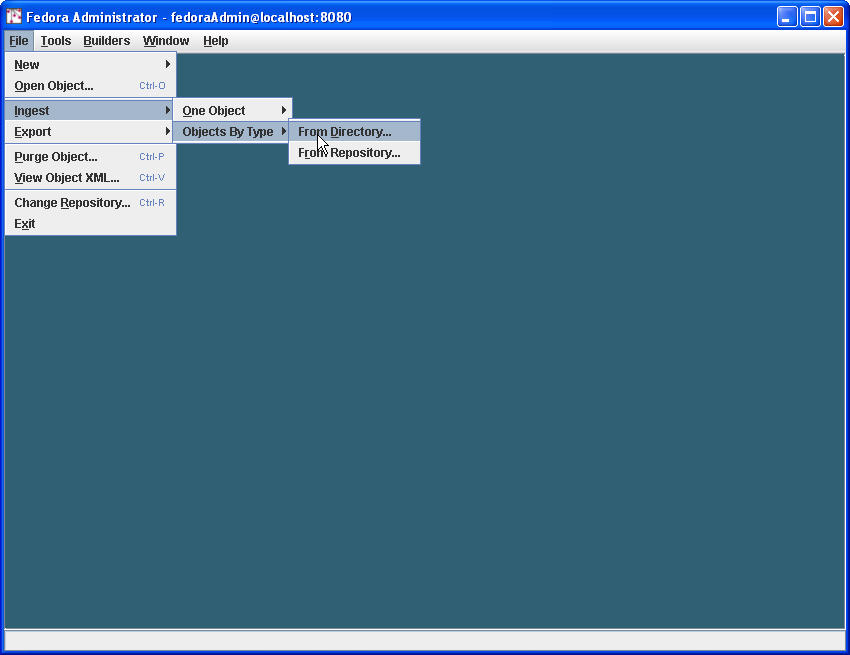 Fedora Administrator - fedoraAdmin@localhost:8080
File Tools Builders Window Help
New
Open Object... Ctrl-O
Ingest
One Object
Export
Objects By Type
From Directory...
From Repository...
Purge Object... Ctrl-P
View Object XML... Ctrl-V
Change Repository... Ctrl-R
Exit